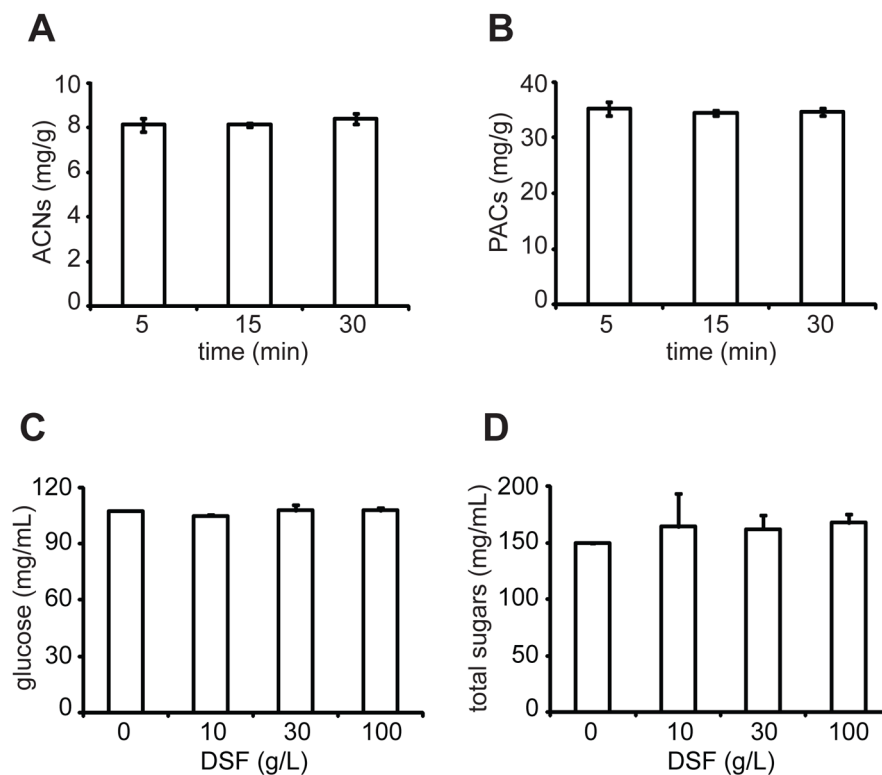 A
ACNs (mg/g)
10
8
6
4
2
0
5 15 30
time (min)
B
PACs (mg/g)
40
30
20
10
0
5 15 30
time (min)
C
glucose (mg/mL)
120
90
60
30
0
0 10 30 100
DSF (g/L)
D
total sugars (mg/mL)
200
150
100
50
0
0 10 30 100
DSF (g/L)